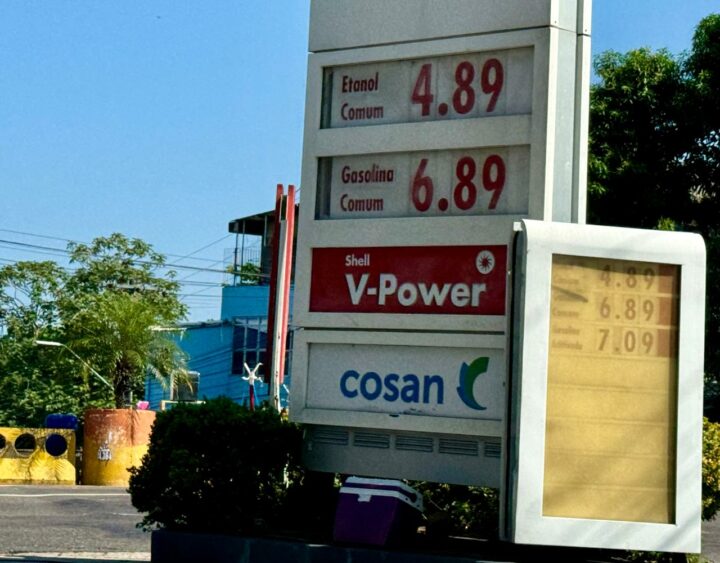 Etanol
Comum
4.89
Gasolina
Comum
6.89
Shell
V-Power
cosan
4.89
6.89
7.09